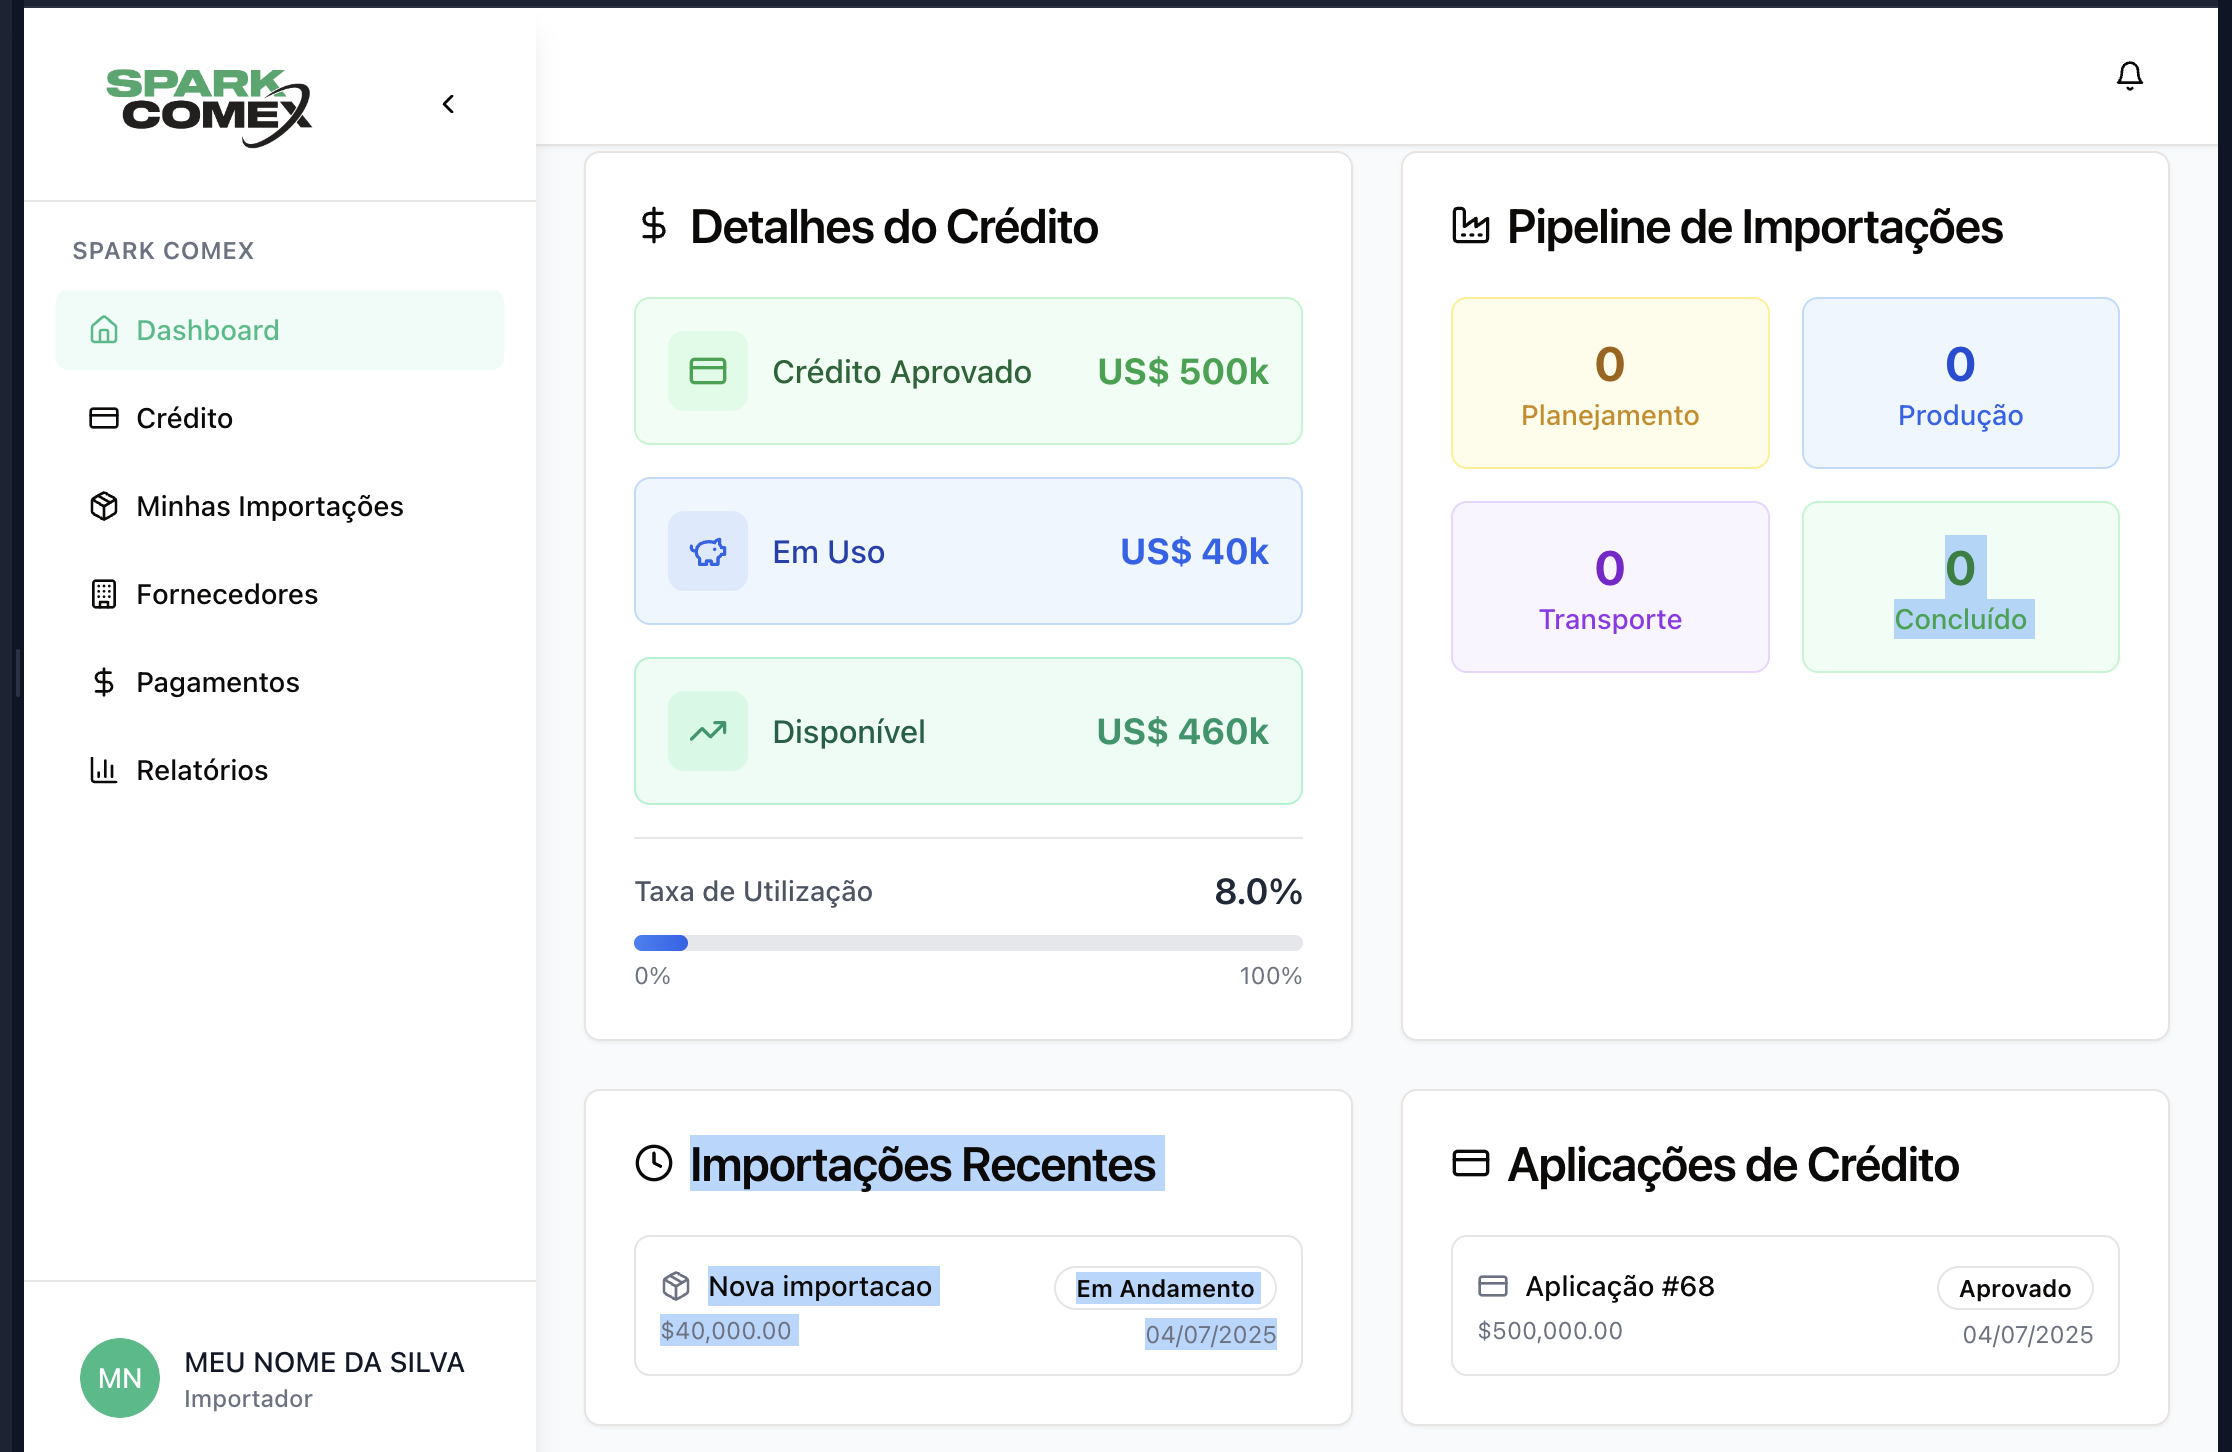 SPARK
COMEX
SPARK COMEX
Dashboard
Crédito
Minhas Importações
Fornecedores
Pagamentos
Relatórios
MN
MEU NOME DA SILVA
Importador
Detalhes do Crédito
Crédito Aprovado US$ 500k
Em Uso US$ 40k
Disponível US$ 460k
Taxa de Utilização 8.0%
0% 100%
Pipeline de Importações
0
Planejamento
0
Produção
0
Transporte
0
Concluído
Importações Recentes
Nova importacao Em Andamento
$40,000.00 04/07/2025
Aplicações de Crédito
Aplicação #68 Aprovado
$500,000.00 04/07/2025